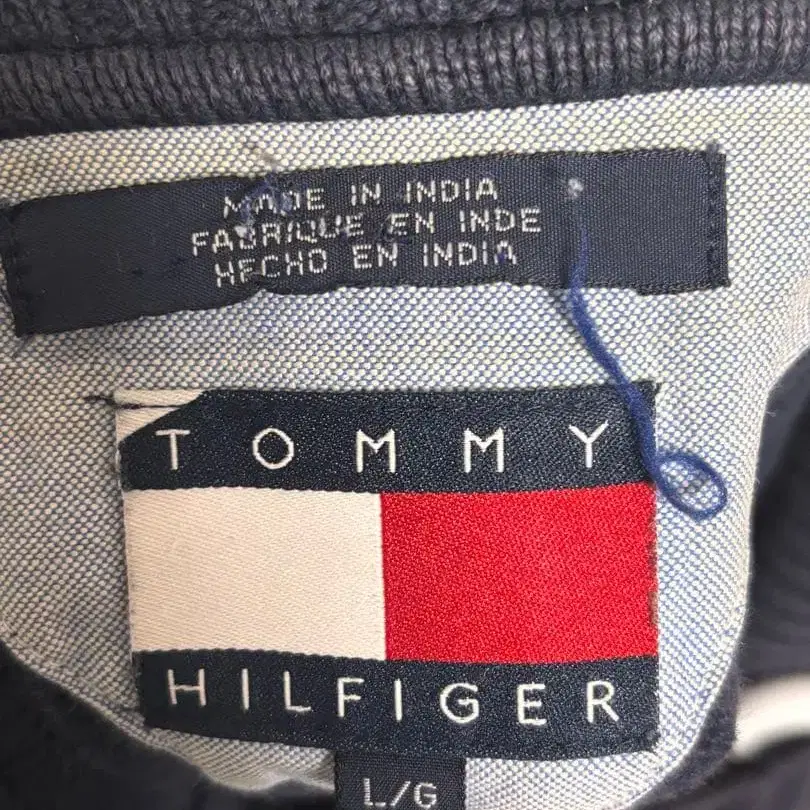 MADE IN INDIA
FABRIQUE EN INDE
HECHO EN INDIA
TOMMY
HILFIGER
L/G